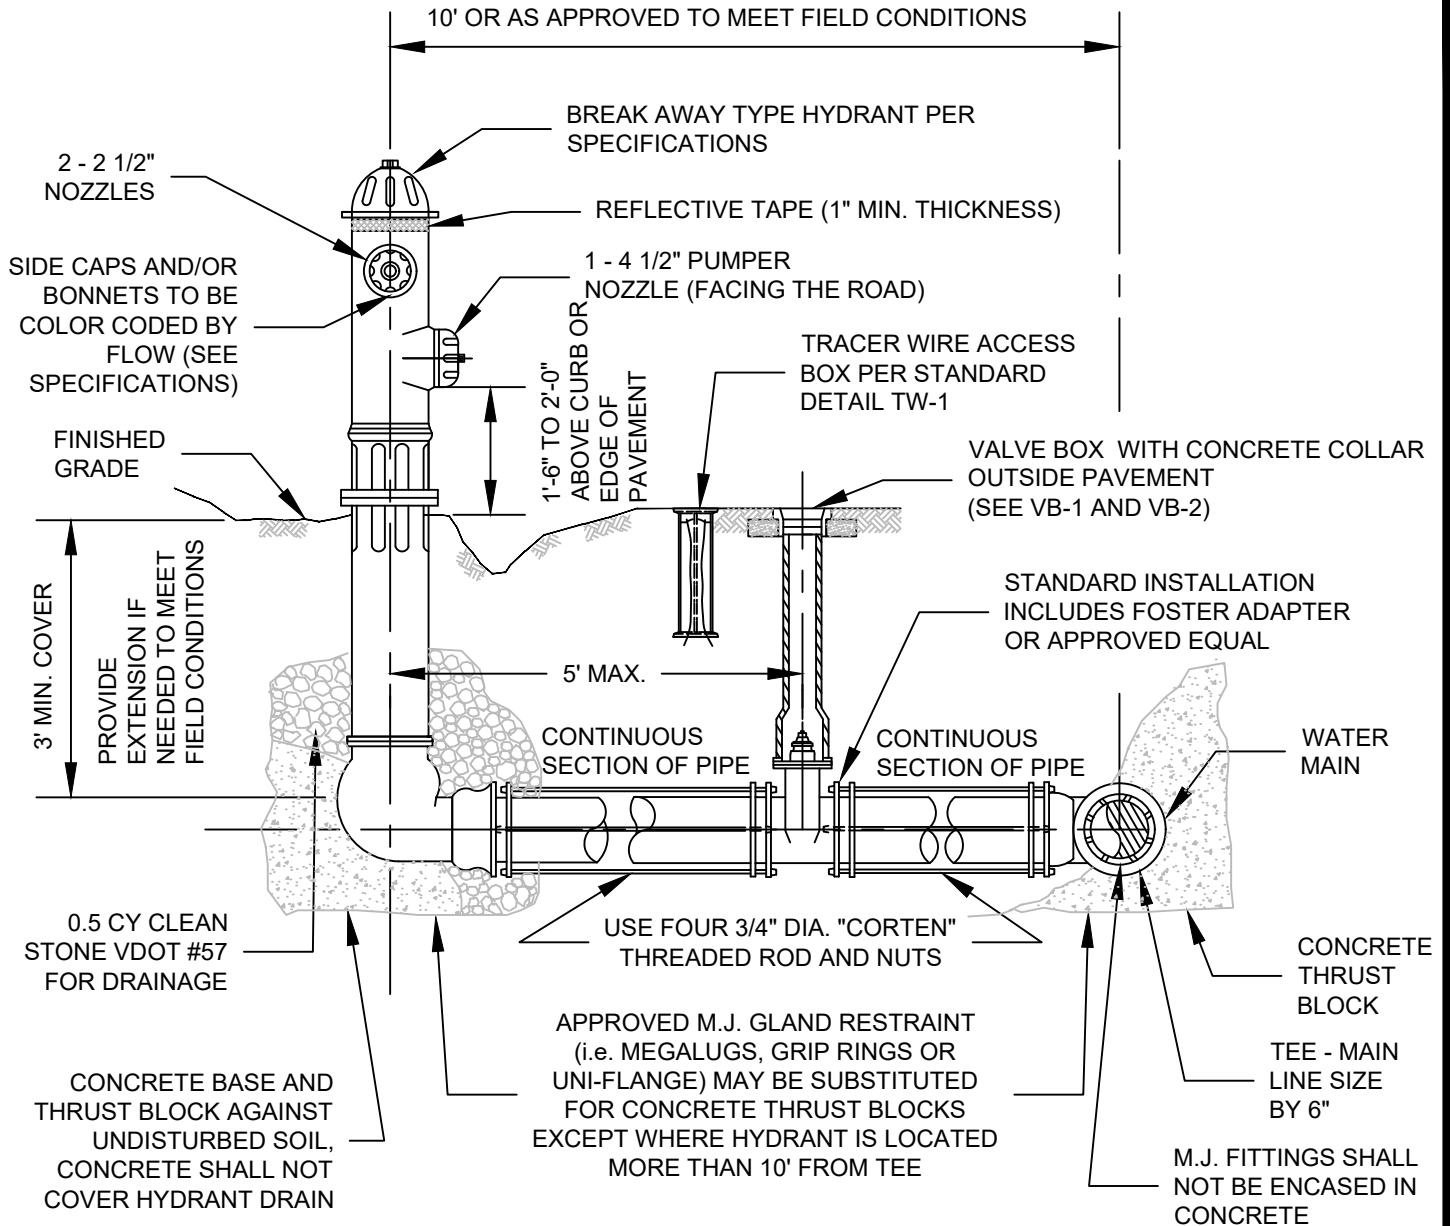 10' OR AS APPROVED TO MEET FIELD CONDITIONS
BREAK AWAY TYPE HYDRANT PER
SPECIFICATIONS
2 - 2 1/2"
NOZZLES
REFLECTIVE TAPE (1" MIN. THICKNESS)
SIDE CAPS AND/OR
BONNETS TO BE
COLOR CODED BY
FLOW (SEE
SPECIFICATIONS)
1 - 4 1/2" PUMPER
NOZZLE (FACING THE ROAD)
1'-6" TO 2'-0"
ABOVE CURB OR
EDGE OF
PAVEMENT
TRACER WIRE ACCESS
BOX PER STANDARD
DETAIL TW-1
FINISHED
GRADE
VALVE BOX  WITH CONCRETE COLLAR
OUTSIDE PAVEMENT
(SEE VB-1 AND VB-2)
3' MIN. COVER
PROVIDE
EXTENSION IF
NEEDED TO MEET
FIELD CONDITIONS
STANDARD INSTALLATION
INCLUDES FOSTER ADAPTER
OR APPROVED EQUAL
5' MAX.
CONTINUOUS
SECTION OF PIPE
CONTINUOUS
SECTION OF PIPE
WATER
MAIN
0.5 CY CLEAN
STONE VDOT #57
FOR DRAINAGE
USE FOUR 3/4" DIA. "CORTEN"
THREADED ROD AND NUTS
CONCRETE
THRUST
BLOCK
APPROVED M.J. GLAND RESTRAINT
(i.e. MEGALUGS, GRIP RINGS OR
UNI-FLANGE) MAY BE SUBSTITUTED
FOR CONCRETE THRUST BLOCKS
EXCEPT WHERE HYDRANT IS LOCATED
MORE THAN 10' FROM TEE
TEE - MAIN
LINE SIZE
BY 6"
CONCRETE BASE AND
THRUST BLOCK AGAINST
UNDISTURBED SOIL,
CONCRETE SHALL NOT
COVER HYDRANT DRAIN
M.J. FITTINGS SHALL
NOT BE ENCASED IN
CONCRETE